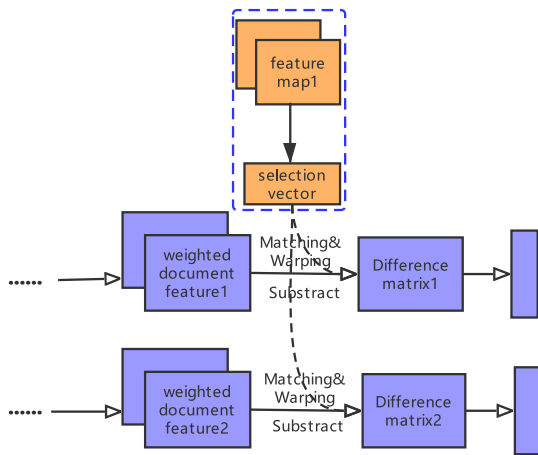 feature
map1
selection
vector
......
weighted
document
feature1
Matching&
Warping
Substract
Difference
matrix1
......
weighted
document
feature2
Matching&
Warping
Substract
Difference
matrix2